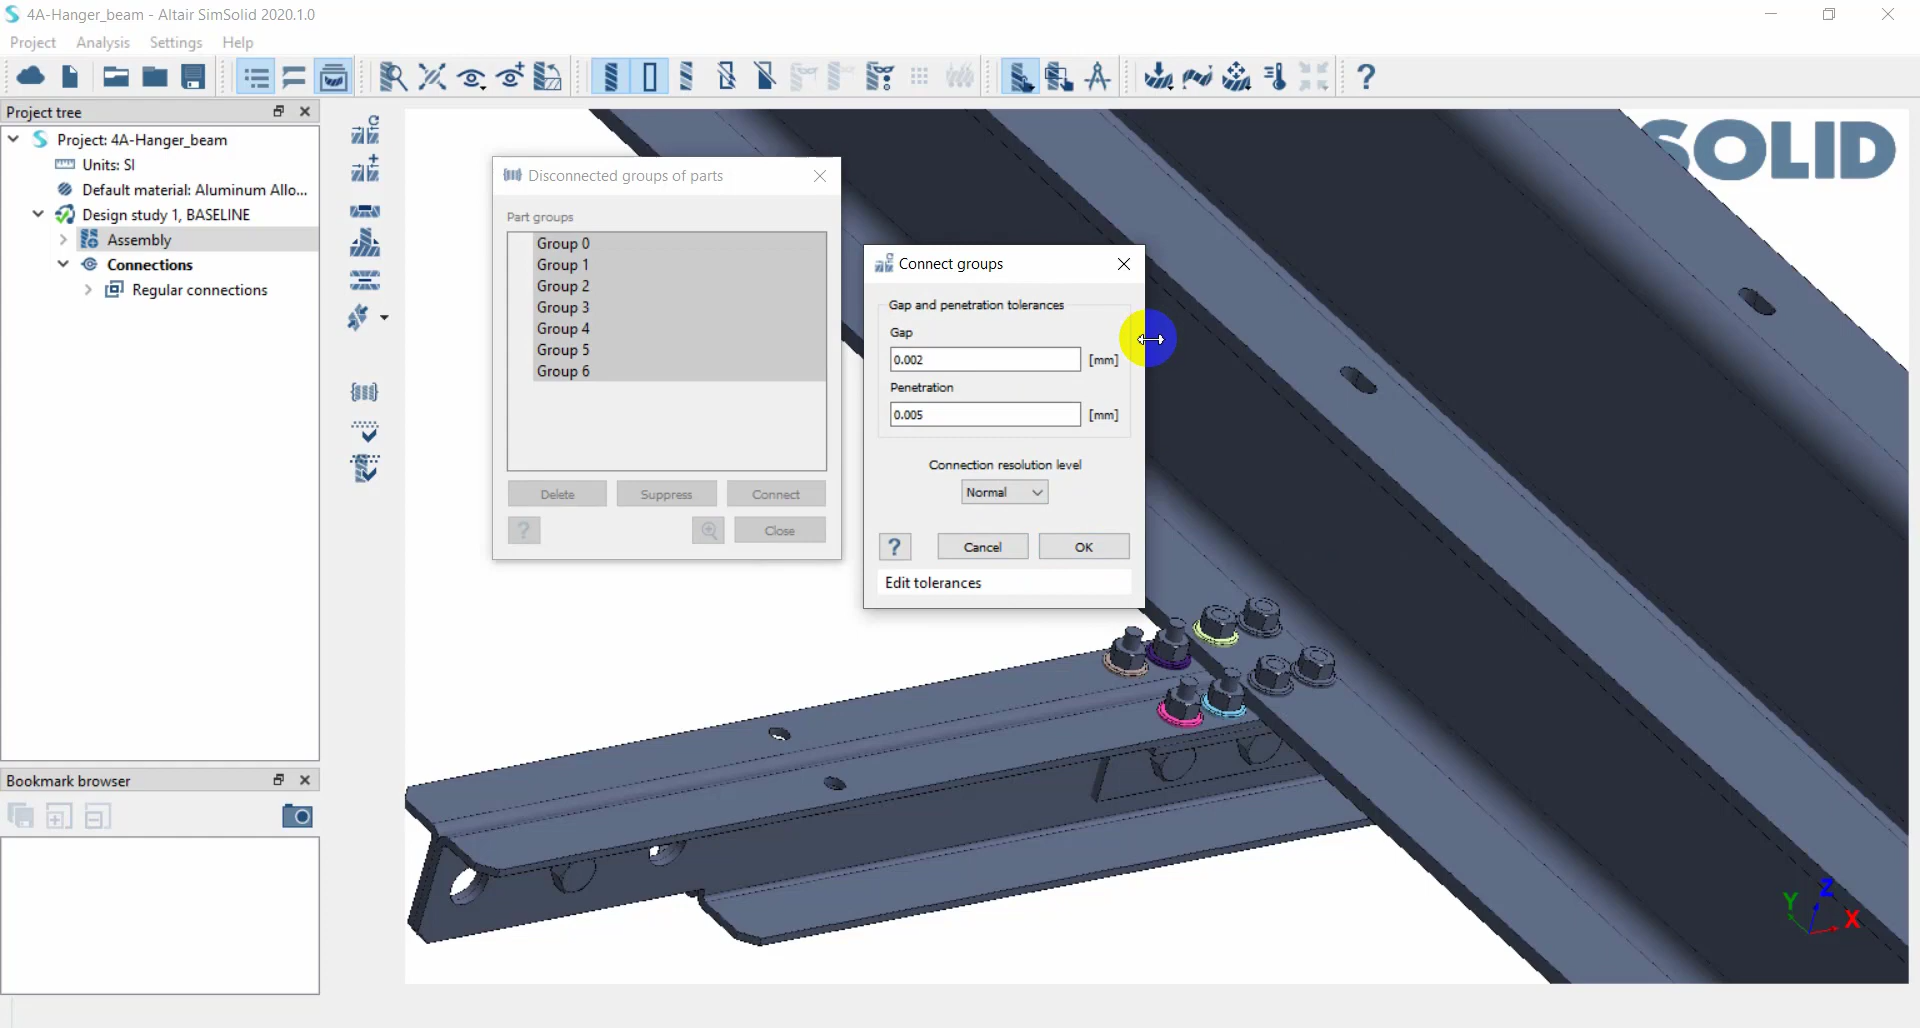 4A-Hanger_beam - Altair SimSolid 2020.1.0
Project Analysis Settings Help
Project tree
Project: 4A-Hanger_beam
Units: SI
Default material: Aluminum Allo...
Design study 1, BASELINE
Assembly
Connections
Regular connections
Bookmark browser
Disconnected groups of parts
Part groups
Group 0
Group 1
Group 2
Group 3
Group 4
Group 5
Group 6
Delete Suppress Connect
? Close
Connect groups
Gap and penetration tolerances
Gap
0.002 [mm]
Penetration
0.005 [mm]
Connection resolution level
Normal
? Cancel OK
Edit tolerances
SOLID
Z
Y
X